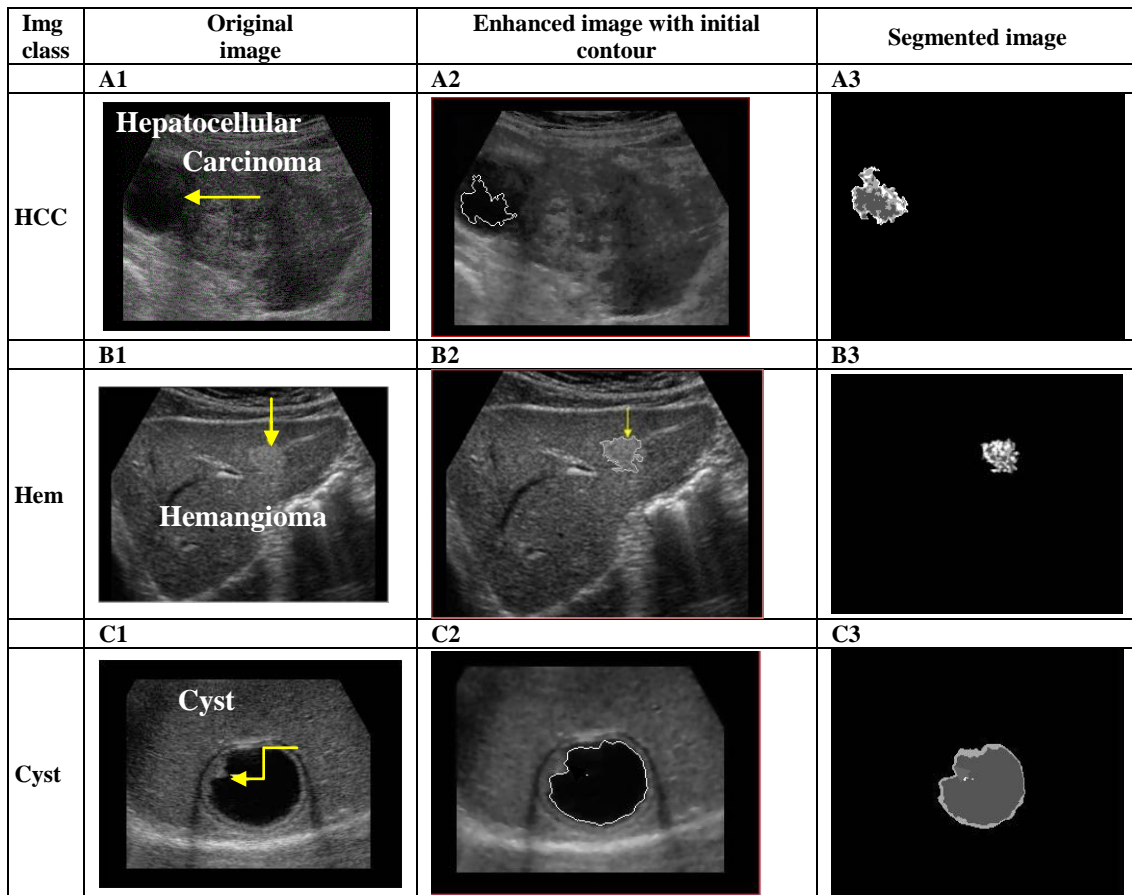 Img
class
Original
image
Enhanced image with initial
contour
Segmented image
A1
A2
A3
HCC
Hepatocellular
Carcinoma
B1
B2
B3
Hem
Hemangioma
C1
C2
C3
Cyst
Cyst